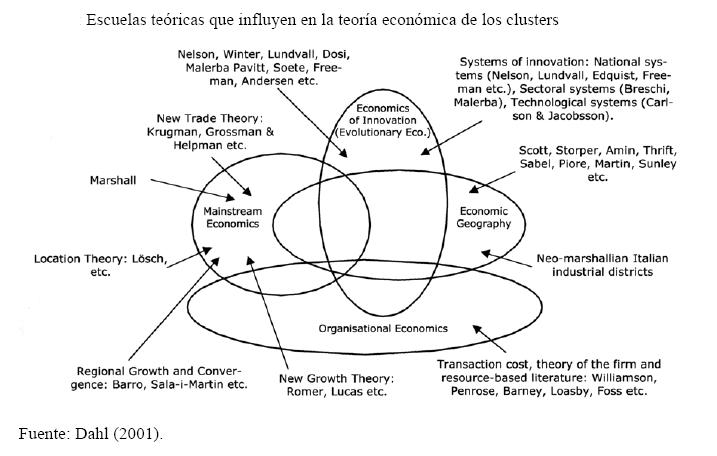 Escuelas teóricas que influyen en la teoría económica de los clusters
Nelson, Winter, Lundvall, Dosi,
Malerba Pavitt, Soete, Free-
man, Andersen etc.
Systems of innovation: National sys-
tems (Nelson, Lundvall, Edquist, Free-
man etc.), Sectoral systems (Breschi,
Malerba), Technological systems (Carl-
son & Jacobsson).
Economics
of Innovation
(Evolutionary Eco.)
New Trade Theory:
Krugman, Grossman &
Helpman etc.
Scott, Storper, Amin, Thrift,
Sabel, Piore, Martin, Sunley
etc.
Marshall
Mainstream
Economics
Economic
Geography
Location Theory: Lösch,
etc.
Neo-marshallian Italian
industrial districts
Organisational Economics
Regional Growth and Conver-
gence: Barro, Sala-i-Martin etc.
New Growth Theory:
Romer, Lucas etc.
Transaction cost, theory of the firm and
resource-based literature: Williamson,
Penrose, Barney, Loasby, Foss etc.
Fuente: Dahl (2001).